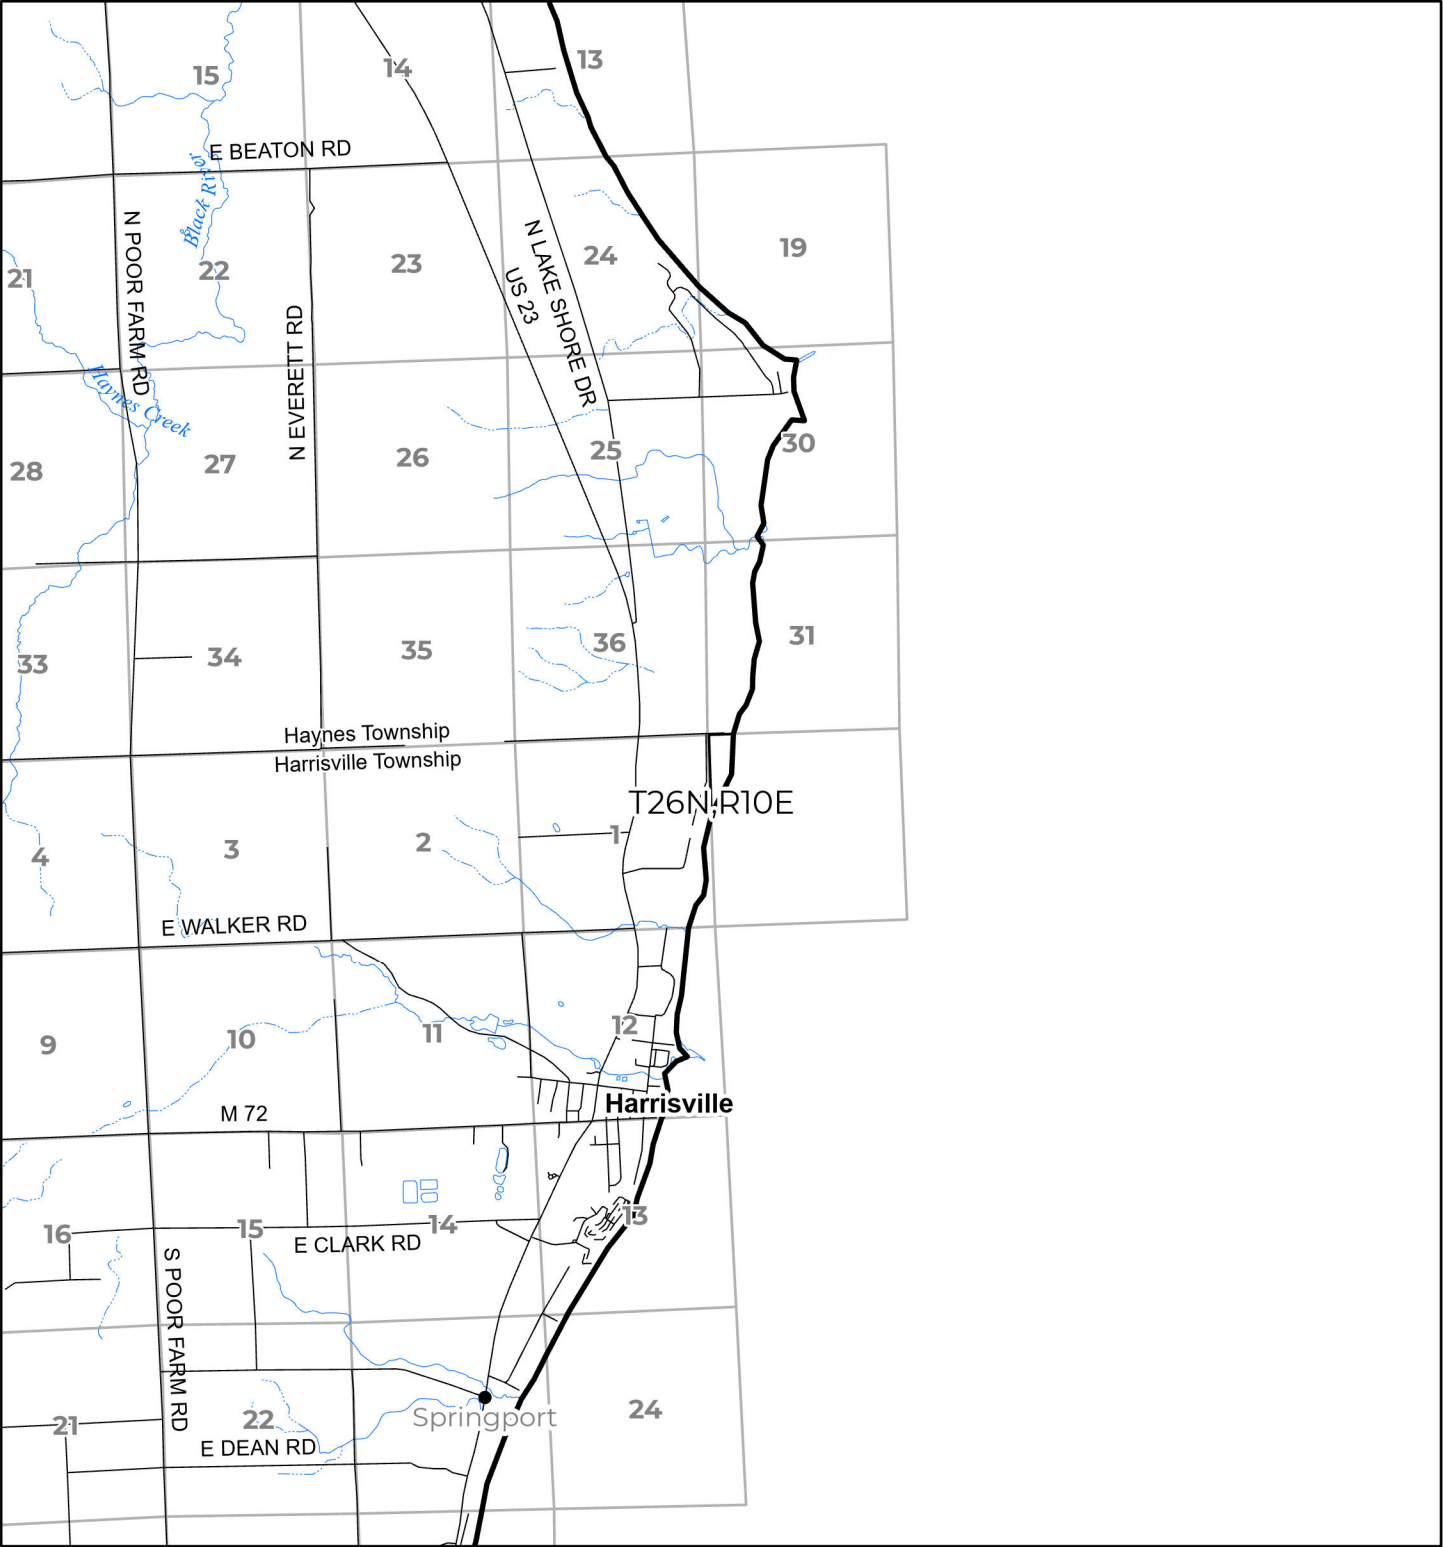 13
14
15
E BEATON RD
Black River
N POOR FARM RD
N LAKE SHORE DR
US 23
19
24
23
22
21
N EVERETT RD
Haynes Creek
30
25
26
27
28
31
36
35
34
33
Haynes Township
Harrisville Township
T26N,R10E
1
2
3
4
E WALKER RD
12
11
10
9
M 72
Harrisville
13
14
15
16
E CLARK RD
S POOR FARM RD
24
Springport
22
21
E DEAN RD